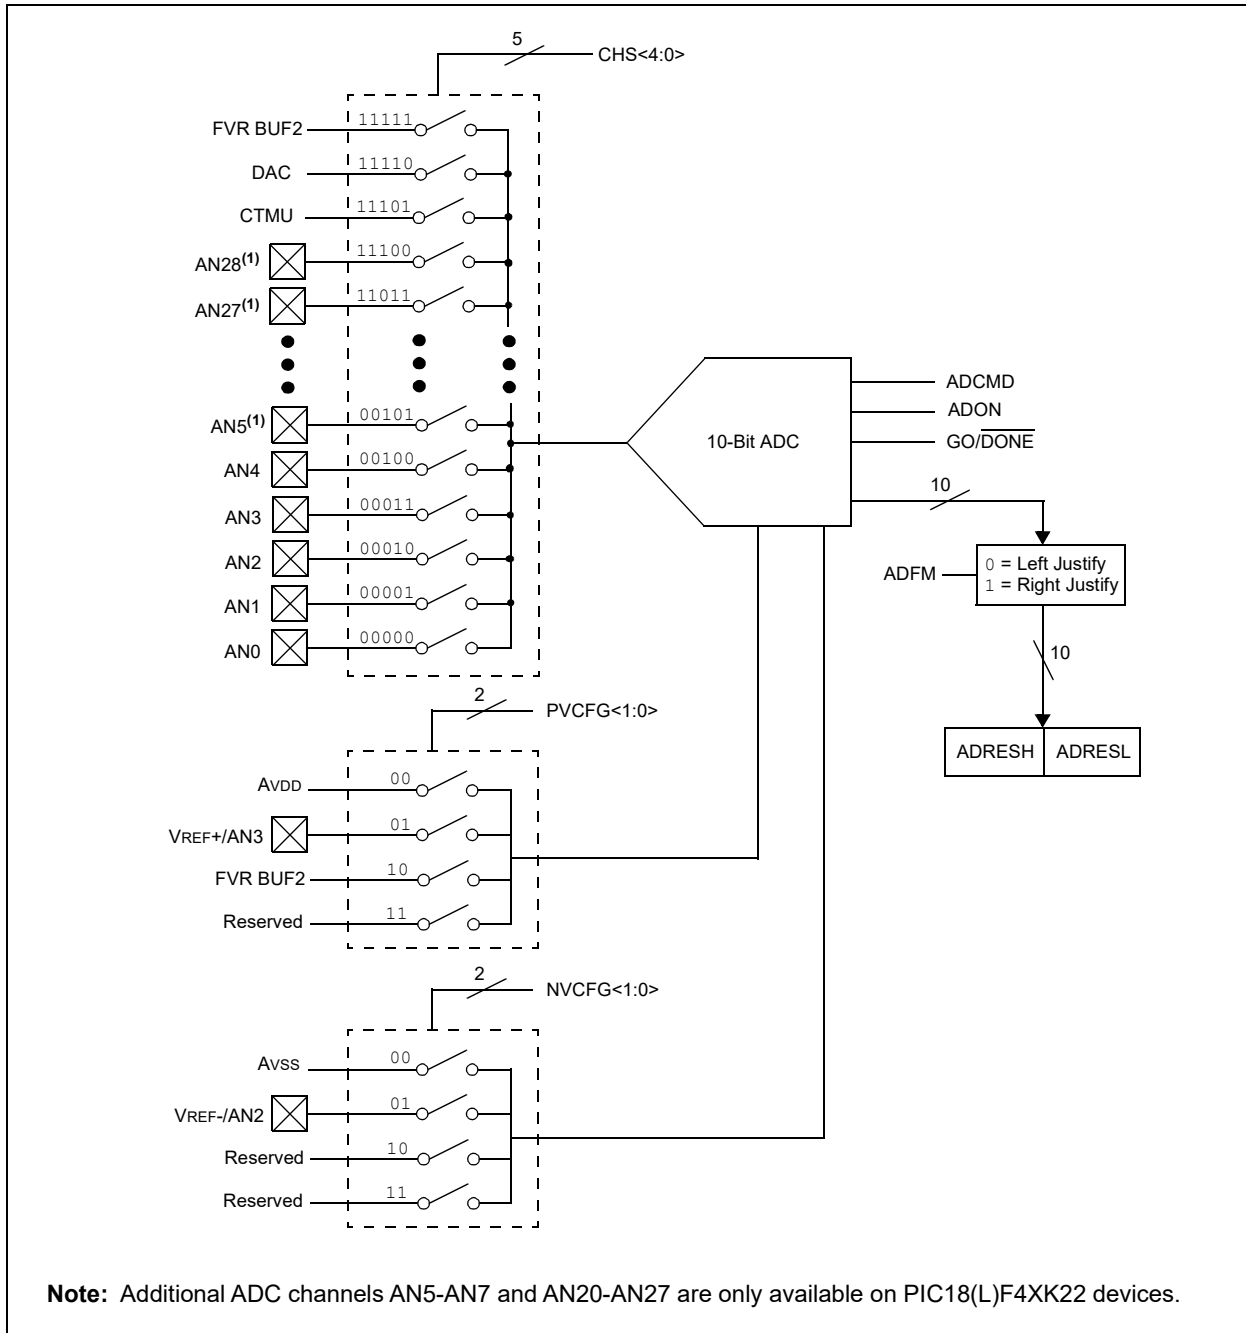 5
CHS<4:0>
FVR BUF2 11111
DAC 11110
CTMU 11101
AN28(1) 11100
AN27(1) 11011
AN5(1) 00101
AN4 00100
AN3 00011
AN2 00010
AN1 00001
AN0 00000
10-Bit ADC
ADCMD
ADON
GO/DONE
10
ADFM
0 = Left Justify
1 = Right Justify
10
ADRESH ADRESL
2
PVCFG<1:0>
AVDD 00
VREF+/AN3 01
FVR BUF2 10
Reserved 11
2
NVCFG<1:0>
AVSS 00
VREF-/AN2 01
Reserved 10
Reserved 11
Note: Additional ADC channels AN5-AN7 and AN20-AN27 are only available on PIC18(L)F4XK22 devices.